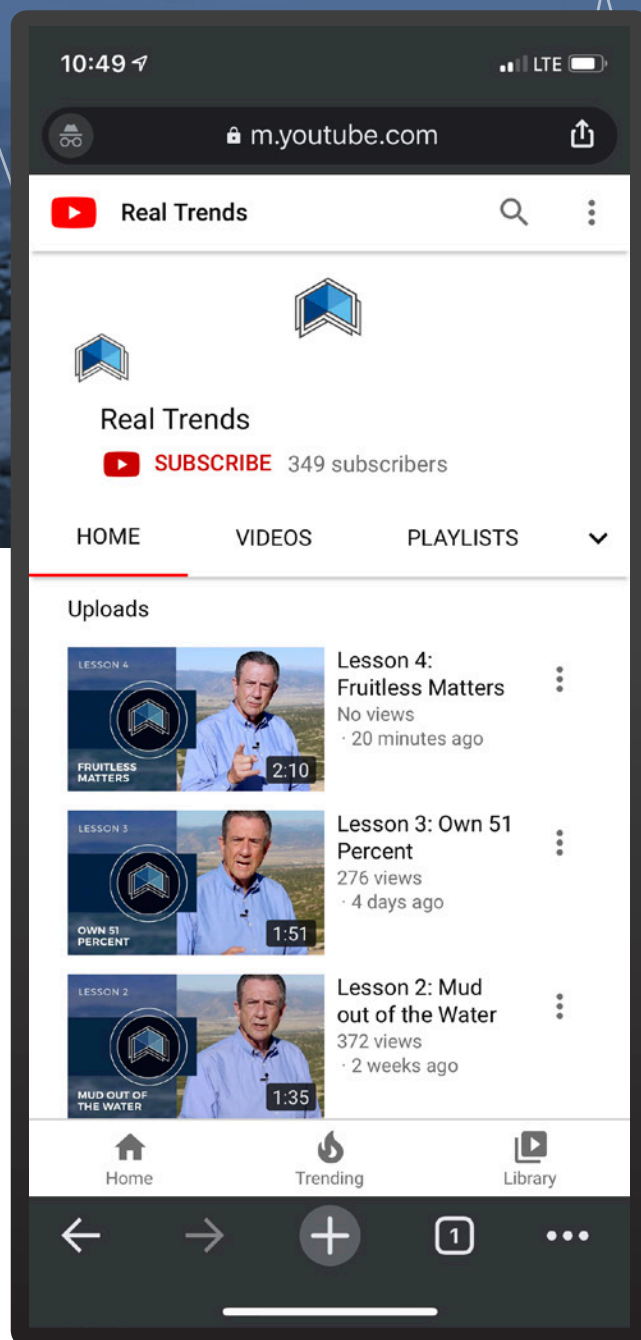 10:49 LTE
m.youtube.com
Real Trends
Real Trends
SUBSCRIBE 349 subscribers
HOME VIDEOS PLAYLISTS
Uploads
LESSON 4
FRUITLESS
MATTERS
2:10
Lesson 4:
Fruitless Matters
No views
· 20 minutes ago
LESSON 3
OWN 51
PERCENT
1:51
Lesson 3: Own 51
Percent
276 views
· 4 days ago
LESSON 2
MUD OUT OF
THE WATER
1:35
Lesson 2: Mud
out of the Water
372 views
· 2 weeks ago
Home Trending Library
1